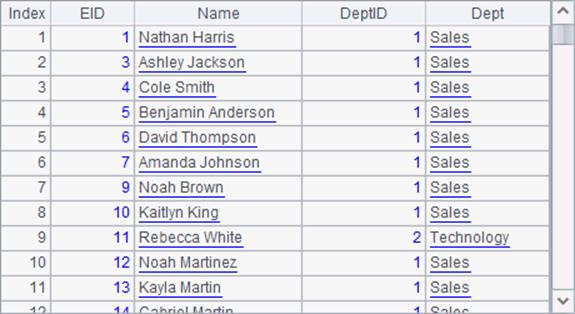 Index EID Name DeptID Dept
1 1 Nathan Harris 1 Sales
2 3 Ashley Jackson 1 Sales
3 4 Cole Smith 1 Sales
4 5 Benjamin Anderson 1 Sales
5 6 David Thompson 1 Sales
6 7 Amanda Johnson 1 Sales
7 9 Noah Brown 1 Sales
8 10 Kaitlyn King 1 Sales
9 11 Rebecca White 2 Technology
10 12 Noah Martinez 1 Sales
11 13 Kayla Martin 1 Sales
12 14 Gabriel Martin 1 Sales